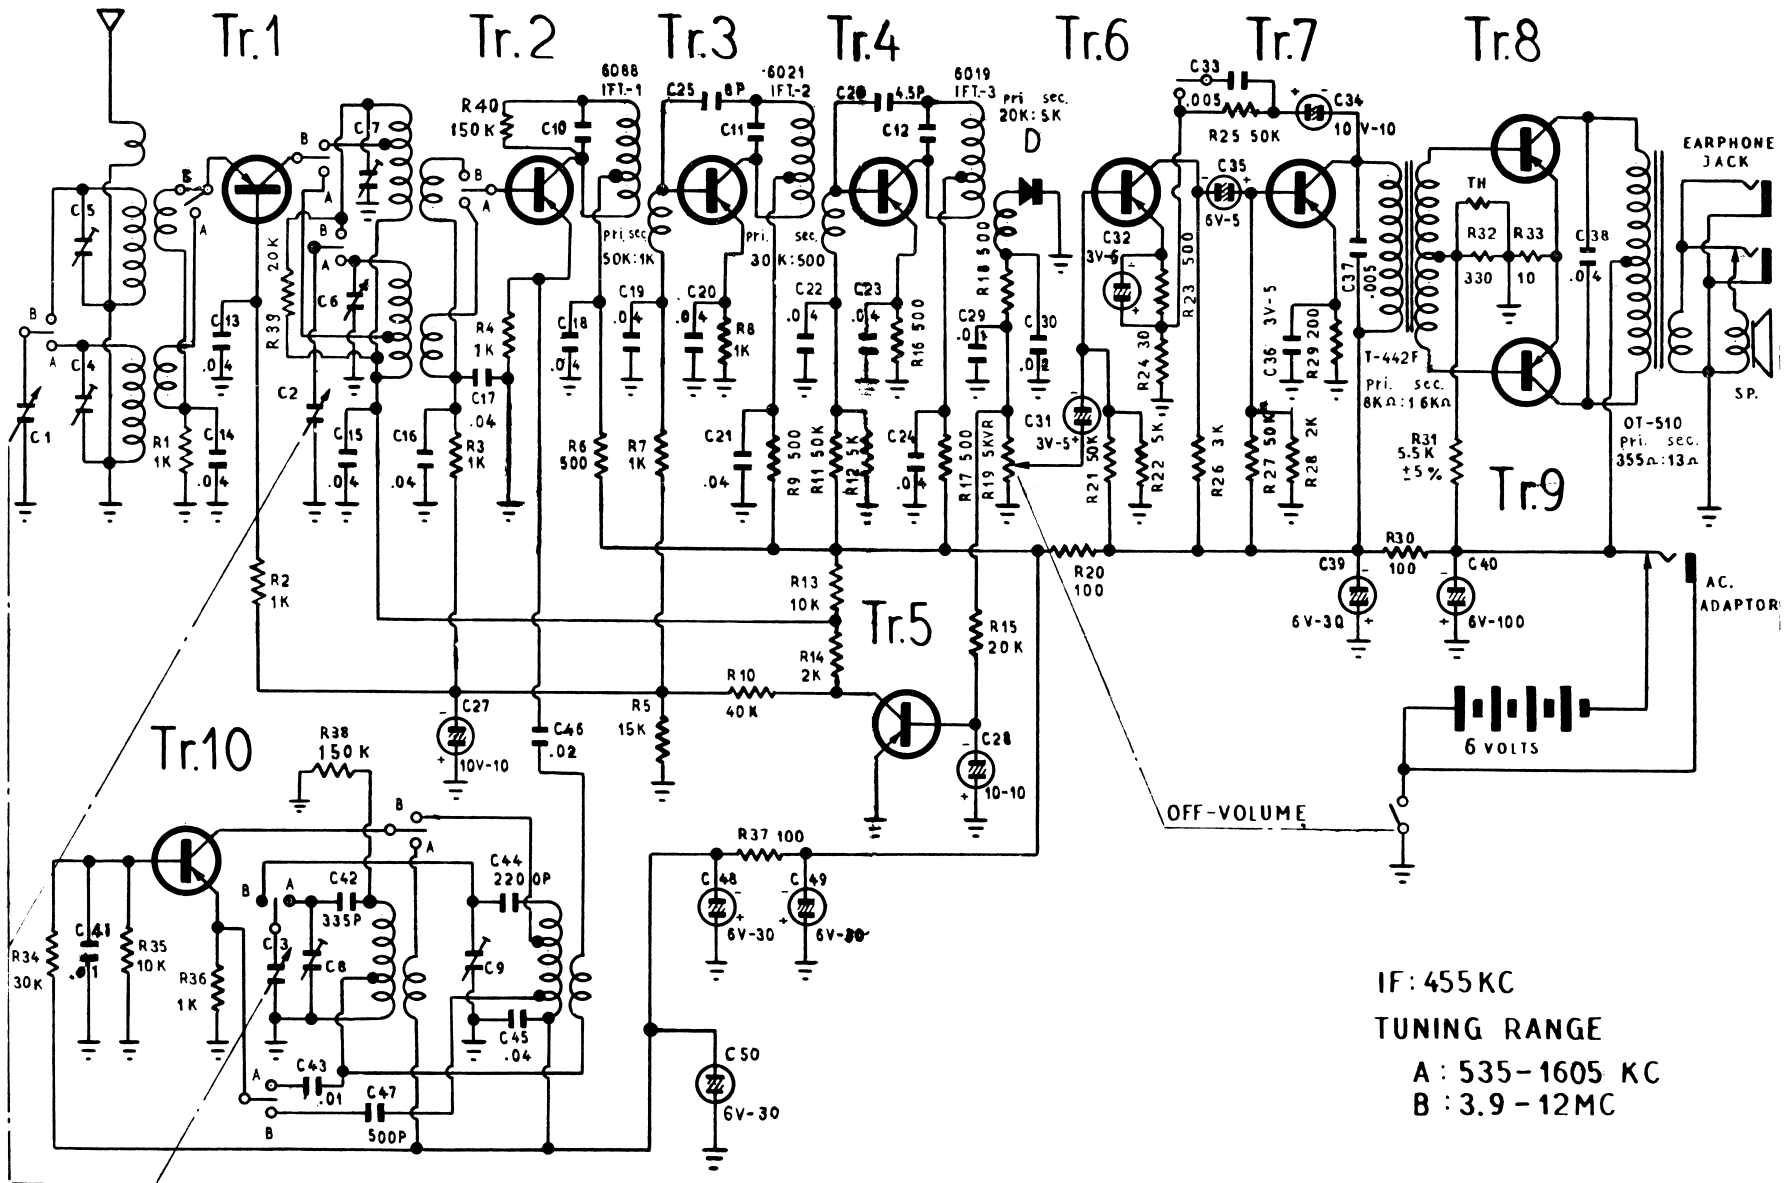 Tr.1
Tr.2
Tr.3
Tr.4
Tr.6
Tr.7
Tr.8
6088
IFT-1
6021
IFT-2
6019
IFT-3
Pri sec.
20K:5K
D
R40
150K
C10
C25 8P
C11
4.5P
C12
C33
.005
R25 50K
C34
10V-10
EARPHONE
JACK
B
C7
A
B
A
B
A
B
A
C5
C35
6V-5
TH
R32
R33
330
10
C38
.04
Pri.sec
50K:1K
Pri. sec.
30K:500
R39 20K
C6
R18 500
C32
3V-5
R23 500
C37
.005
B
A
C4
C1
C13
.04
C2
R4
1K
C18
.04
C19
.04
C20
.04
R8
1K
C22
.04
C23
.04
R16 500
C29
C30
R24 30
C36 3V-5
R29 200
T-442F
Pri. sec.
8KΩ:16KΩ
S.P.
C17
.04
R1
1K
C14
.04
C15
.04
C16
.04
R3
1K
R6
500
R7
1K
C21
.04
R9 500
R11 50K
R12 5K
C24
.04
R17 500
R19 5KVR
C31
3V-5
R21 50K
R22 5K
R26 3K
R27 50K
R28 2K
R31
5.5K
±5%
OT-510
Pri. sec.
355Ω:13Ω
Tr.9
R2
1K
R13
10K
R14
2K
Tr.5
R15
20K
R20
100
C39
6V-30
R30
100
C40
6V-100
AC.
ADAPTOR
R10
40K
R5
15K
C27
10V-10
C46
.02
C28
10-10
6 VOLTS
OFF-VOLUME
Tr.10
R38
150K
B
A
R37 100
C48
6V-30
C49
C44
2200P
B
A
C42
335P
C3
C8
C9
R34
30K
R35
10K
R36
1K
C45
.04
C50
6V-30
A
C43
.01
B
C47
500P
IF: 455KC
TUNING RANGE
A: 535-1605 KC
B: 3.9-12MC